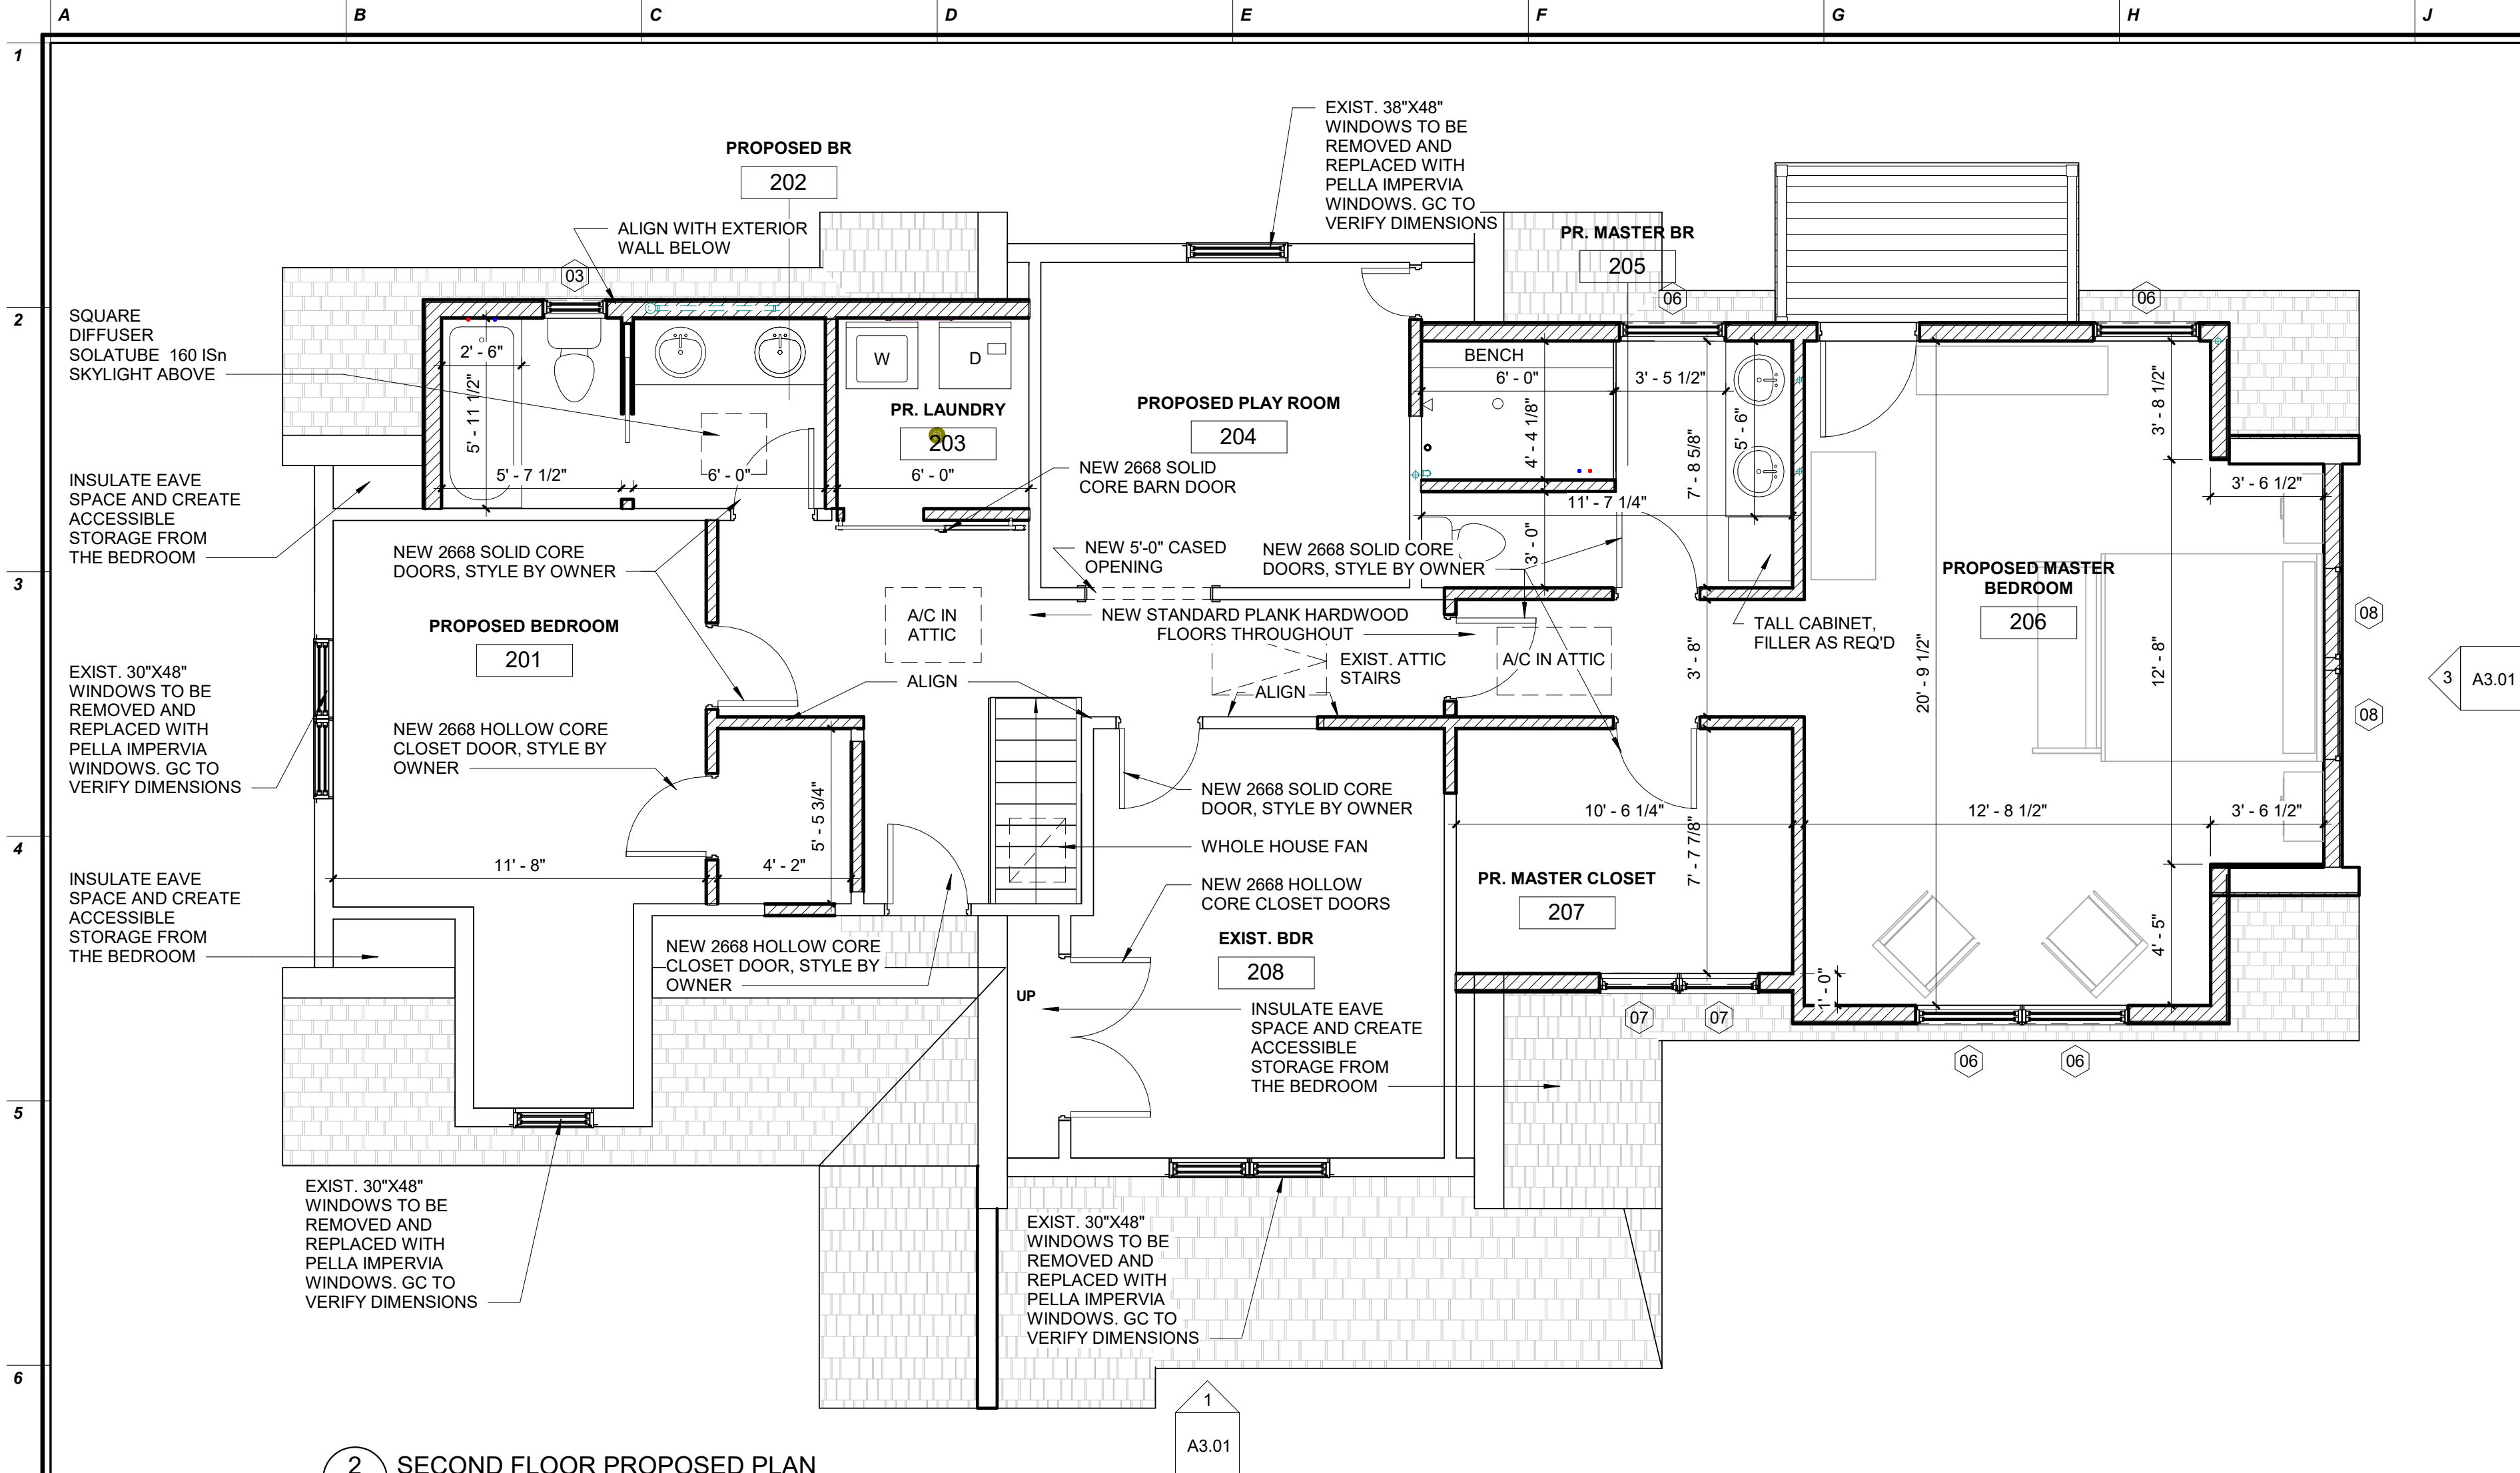 A B C D E F G H J
1
2
3
4
5
6
PROPOSED BR
202
ALIGN WITH EXTERIOR
WALL BELOW
03
EXIST. 38"X48"
WINDOWS TO BE
REMOVED AND
REPLACED WITH
PELLA IMPERVIA
WINDOWS. GC TO
VERIFY DIMENSIONS
PR. MASTER BR
205
06
06
SQUARE
DIFFUSER
SOLATUBE 160 ISn
SKYLIGHT ABOVE
2' - 6"
5' - 11 1/2"
5' - 7 1/2"
6' - 0"
6' - 0"
W
D
PR. LAUNDRY
203
PROPOSED PLAY ROOM
204
NEW 2668 SOLID
CORE BARN DOOR
BENCH
6' - 0"
3' - 5 1/2"
4' - 4 1/8"
7' - 8 5/8"
5' - 6"
11' - 7 1/4"
3' - 0"
3' - 8 1/2"
3' - 6 1/2"
INSULATE EAVE
SPACE AND CREATE
ACCESSIBLE
STORAGE FROM
THE BEDROOM
NEW 2668 SOLID CORE
DOORS, STYLE BY OWNER
NEW 5'-0" CASED
OPENING
NEW 2668 SOLID CORE
DOORS, STYLE BY OWNER
PROPOSED MASTER
BEDROOM
206
08
08
3
A3.01
PROPOSED BEDROOM
201
A/C IN
ATTIC
NEW STANDARD PLANK HARDWOOD
FLOORS THROUGHOUT
EXIST. ATTIC
STAIRS
A/C IN ATTIC
TALL CABINET,
FILLER AS REQ'D
3' - 8"
20' - 9 1/2"
12' - 8"
EXIST. 30"X48"
WINDOWS TO BE
REMOVED AND
REPLACED WITH
PELLA IMPERVIA
WINDOWS. GC TO
VERIFY DIMENSIONS
ALIGN
ALIGN
NEW 2668 HOLLOW CORE
CLOSET DOOR, STYLE BY
OWNER
NEW 2668 SOLID CORE
DOOR, STYLE BY OWNER
WHOLE HOUSE FAN
5' - 5 3/4"
11' - 8"
4' - 2"
10' - 6 1/4"
12' - 8 1/2"
3' - 6 1/2"
7' - 7 7/8"
NEW 2668 HOLLOW
CORE CLOSET DOORS
PR. MASTER CLOSET
207
INSULATE EAVE
SPACE AND CREATE
ACCESSIBLE
STORAGE FROM
THE BEDROOM
NEW 2668 HOLLOW CORE
CLOSET DOOR, STYLE BY
OWNER
EXIST. BDR
208
UP
INSULATE EAVE
SPACE AND CREATE
ACCESSIBLE
STORAGE FROM
THE BEDROOM
4' - 5"
1' - 0"
07
07
06
06
EXIST. 30"X48"
WINDOWS TO BE
REMOVED AND
REPLACED WITH
PELLA IMPERVIA
WINDOWS. GC TO
VERIFY DIMENSIONS
EXIST. 30"X48"
WINDOWS TO BE
REMOVED AND
REPLACED WITH
PELLA IMPERVIA
WINDOWS. GC TO
VERIFY DIMENSIONS
1
A3.01
2
SECOND FLOOR PROPOSED PLAN